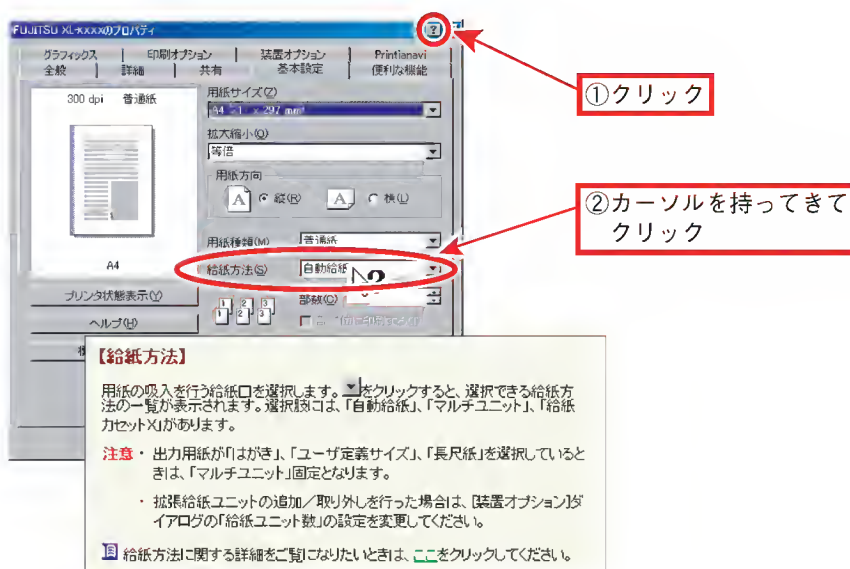 FUJITSU XL-xxxxのプロパティ
グラフィックス 印刷オプション 装置オプション Printianavi
全般 詳細 共有 基本設定 便利な機能
①クリック
300 dpi 普通紙
A4
用紙サイズ(Z)
拡大縮小(O)
等倍
用紙方向
A 縦(R) A 横(L)
②カーソルを持ってきて
クリック
用紙種類(M) 普通紙
給紙方法(S) 自動給紙
部数(C)
プリンタ状態表示(Y)
ヘルプ(H)
【給紙方法】
用紙の吸入を行う給紙口を選択します。をクリックすると、選択できる給紙方
法の一覧が表示されます。選択肢には、「自動給紙」、「マルチユニット」、「給紙
カセットX」があります。
注意・ 出力用紙が「はがき」、「ユーザ定義サイズ」、「長尺紙」を選択していると
きは、「マルチユニット」固定となります。
・ 拡張給紙ユニットの追加／取り外しを行った場合は、[装置オプション]ダ
イアログの「給紙ユニット数」の設定を変更してください。
給紙方法に関する詳細をご覧になりたいときは、ここをクリックしてください。